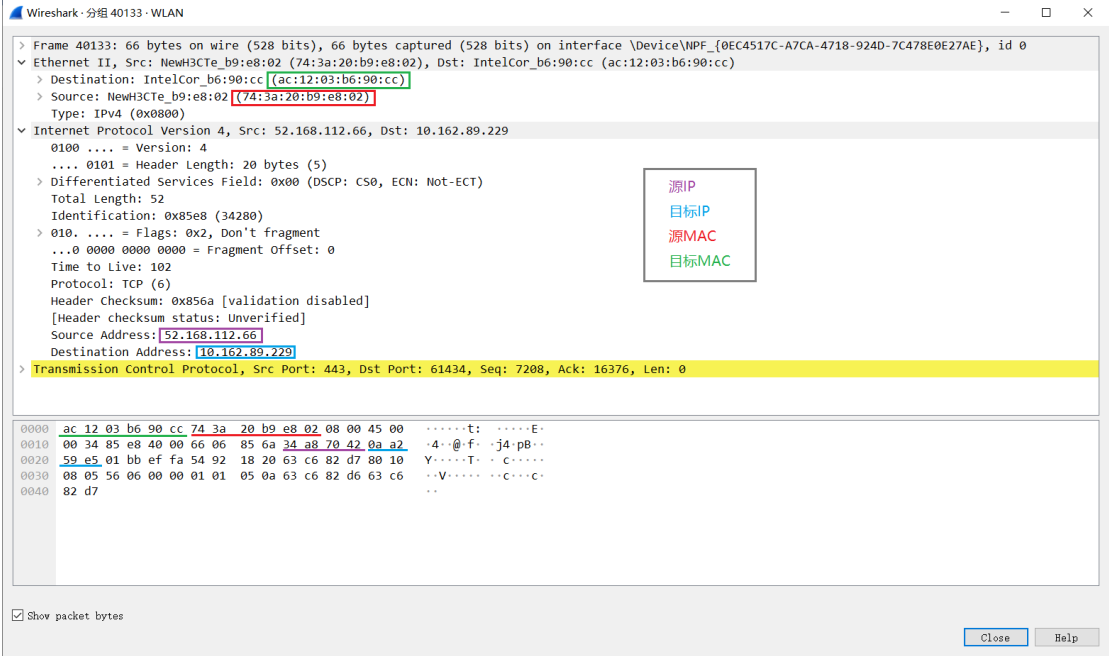 Wireshark · 分组 40133 · WLAN
Frame 40133: 66 bytes on wire (528 bits), 66 bytes captured (528 bits) on interface \Device\NPF_{0EC4517C-A7CA-4718-924D-7C478E0E27AE}, id 0
Ethernet II, Src: NewH3CTe_b9:e8:02 (74:3a:20:b9:e8:02), Dst: IntelCor_b6:90:cc (ac:12:03:b6:90:cc)
Destination: IntelCor_b6:90:cc (ac:12:03:b6:90:cc)
Source: NewH3CTe_b9:e8:02 (74:3a:20:b9:e8:02)
Type: IPv4 (0x0800)
Internet Protocol Version 4, Src: 52.168.112.66, Dst: 10.162.89.229
0100 .... = Version: 4
.... 0101 = Header Length: 20 bytes (5)
Differentiated Services Field: 0x00 (DSCP: CS0, ECN: Not-ECT)
Total Length: 52
Identification: 0x85e8 (34280)
010. .... = Flags: 0x2, Don't fragment
...0 0000 0000 0000 = Fragment Offset: 0
Time to Live: 102
Protocol: TCP (6)
Header Checksum: 0x856a [validation disabled]
[Header checksum status: Unverified]
Source Address: 52.168.112.66
Destination Address: 10.162.89.229
Transmission Control Protocol, Src Port: 443, Dst Port: 61434, Seq: 7208, Ack: 16376, Len: 0
源IP
目标IP
源MAC
目标MAC
0000 ac 12 03 b6 90 cc 74 3a 20 b9 e8 02 08 00 45 00 ······t: ·····E·
0010 00 34 85 e8 40 00 66 06 85 6a 34 a8 70 42 0a a2 ·4··@·f· ·j4·pB··
0020 59 e5 01 bb ef fa 54 92 18 20 63 c6 82 d7 80 10 Y·····T· · c·····
0030 08 05 56 06 00 00 01 01 05 0a 63 c6 82 d6 63 c6 ··V····· ··c···c·
0040 82 d7 ··
Show packet bytes
Close
Help